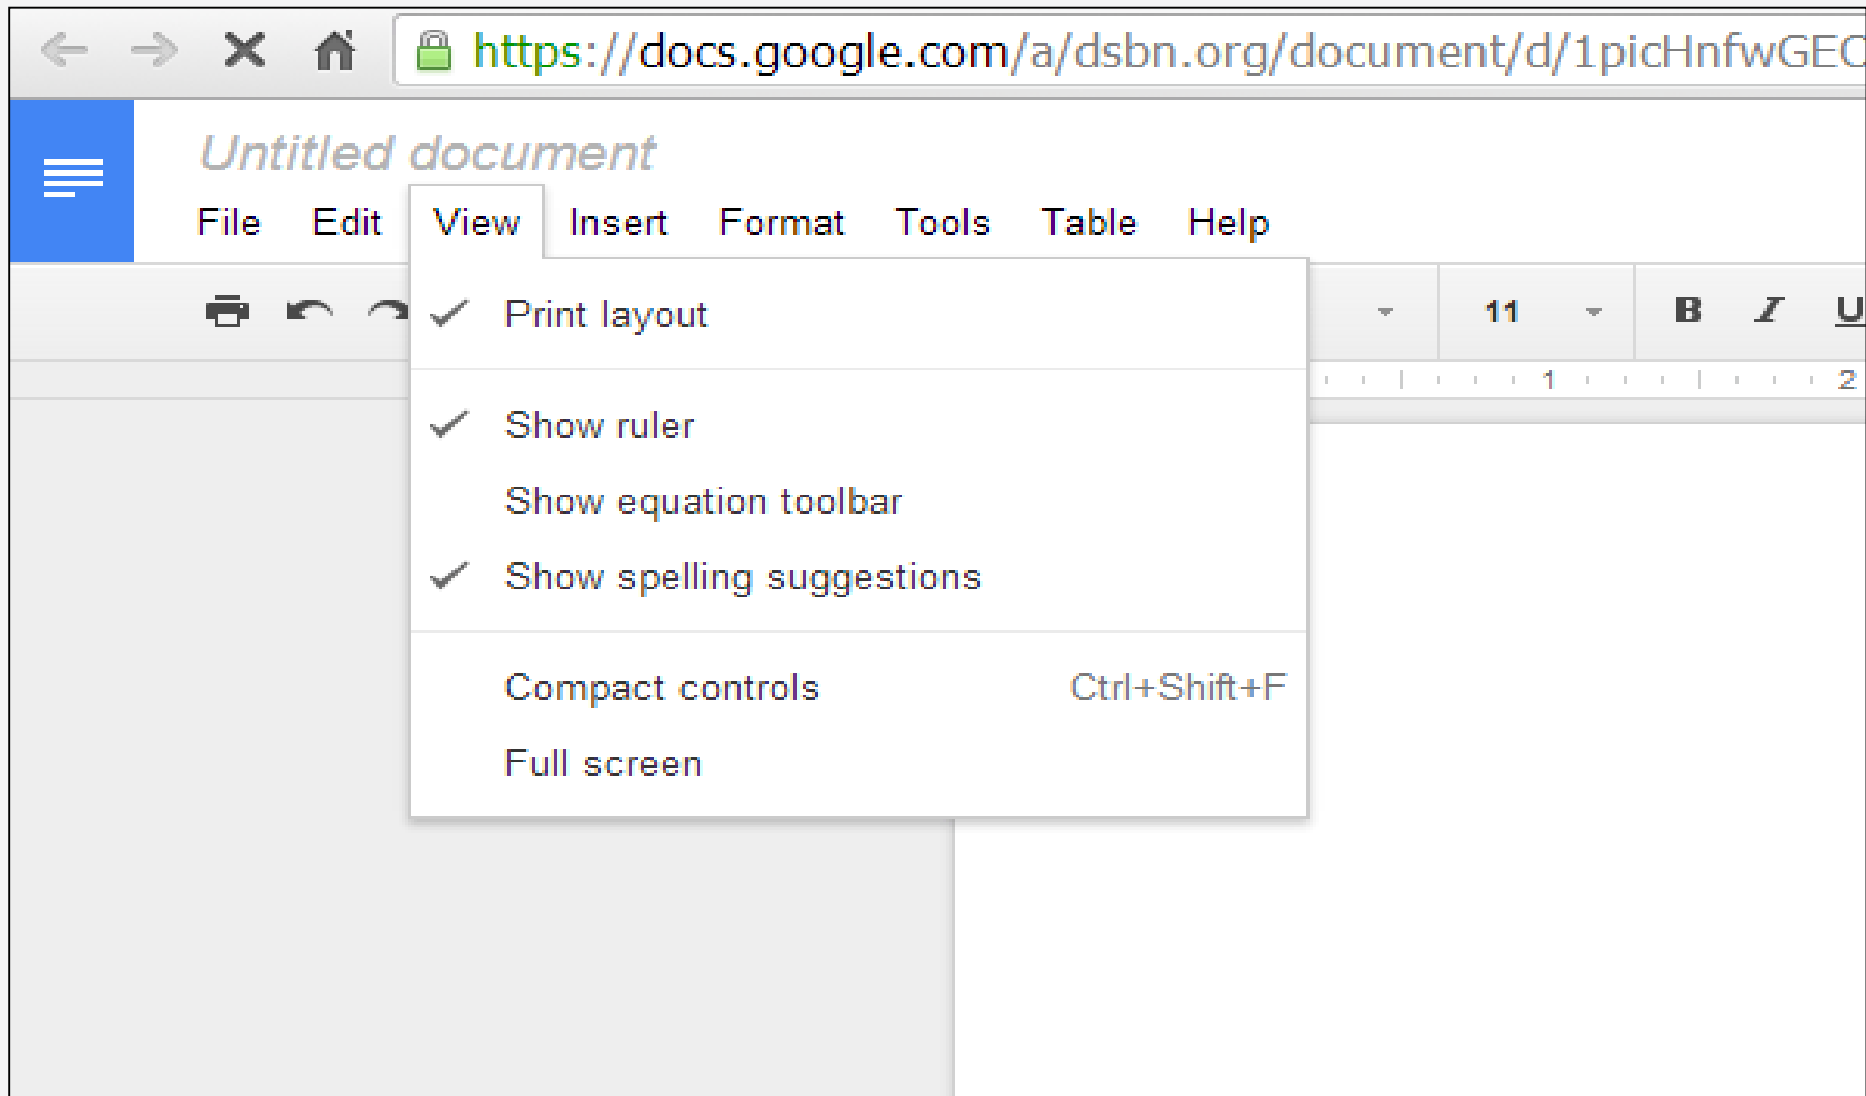 https://docs.google.com/a/dsbn.org/document/d/1picHnfwGEC
Untitled document
File Edit View Insert Format Tools Table Help
11 B I U
Print layout
1 2
Show ruler
Show equation toolbar
Show spelling suggestions
Compact controls Ctrl+Shift+F
Full screen